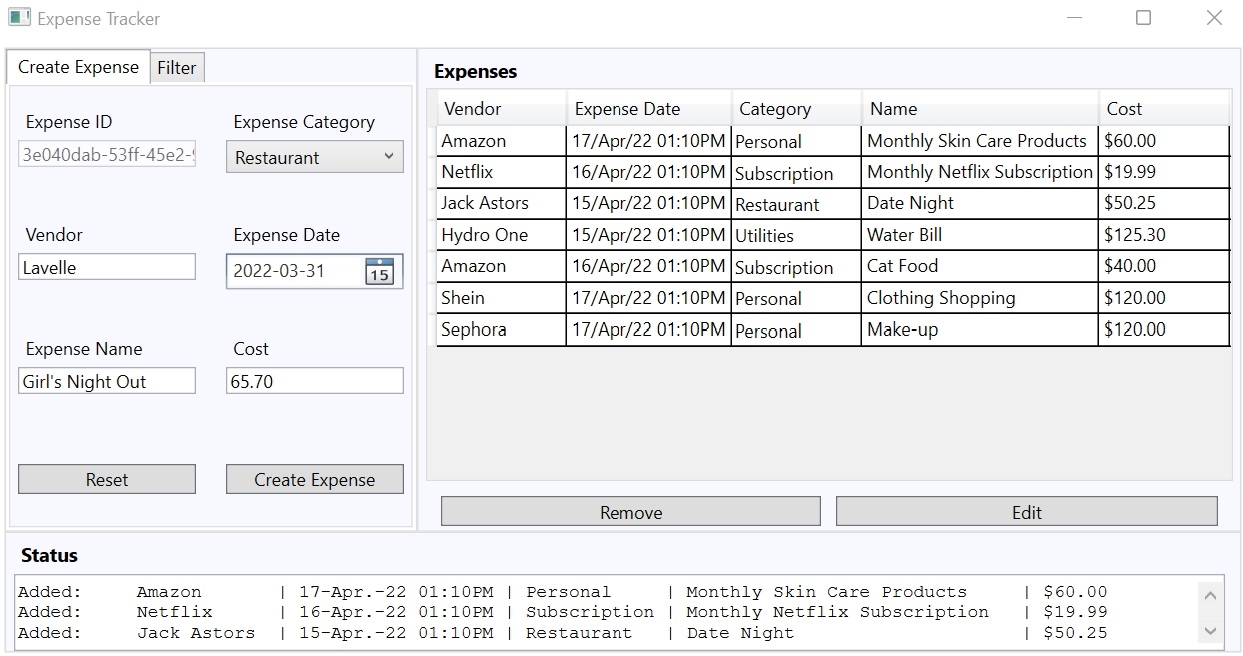 Expense Tracker
Create Expense Filter
Expense ID Expense Category
3e040dab-53ff-45e2- Restaurant
Vendor Expense Date
Lavelle 2022-03-31 15
Expense Name Cost
Girl's Night Out 65.70
Reset Create Expense
Expenses
Vendor Expense Date Category Name Cost
Amazon 17/Apr/22 01:10PM Personal Monthly Skin Care Products $60.00
Netflix 16/Apr/22 01:10PM Subscription Monthly Netflix Subscription $19.99
Jack Astors 15/Apr/22 01:10PM Restaurant Date Night $50.25
Hydro One 15/Apr/22 01:10PM Utilities Water Bill $125.30
Amazon 16/Apr/22 01:10PM Subscription Cat Food $40.00
Shein 17/Apr/22 01:10PM Personal Clothing Shopping $120.00
Sephora 17/Apr/22 01:10PM Personal Make-up $120.00
Remove Edit
Status
Added: Amazon | 17-Apr.-22 01:10PM | Personal | Monthly Skin Care Products | $60.00
Added: Netflix | 16-Apr.-22 01:10PM | Subscription | Monthly Netflix Subscription | $19.99
Added: Jack Astors | 15-Apr.-22 01:10PM | Restaurant | Date Night | $50.25